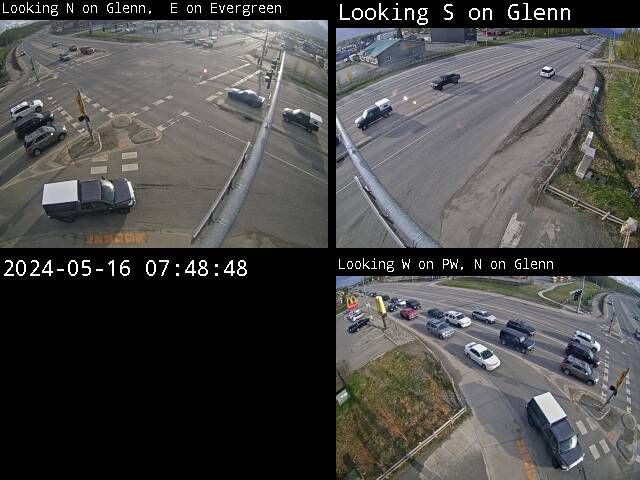 Looking N on Glenn, E on Evergreen
Looking S on Glenn
2024-05-16 07:48:48
Looking W on PW, N on Glenn